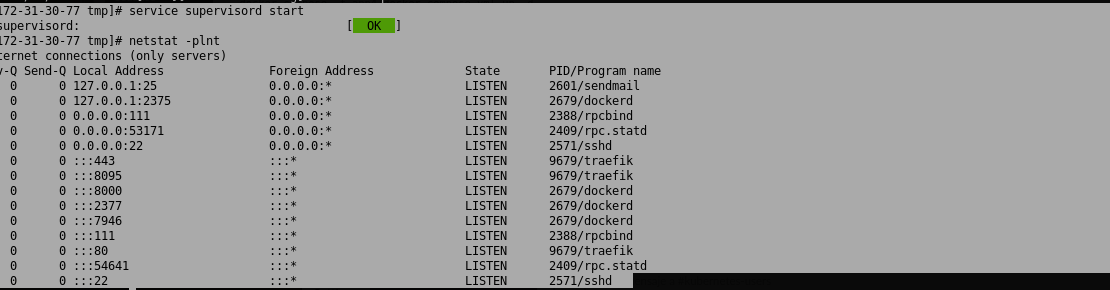 172-31-30-77 tmp]# service supervisord start
supervisord: [ OK ]
172-31-30-77 tmp]# netstat -plnt
ternet connections (only servers)
v-Q Send-Q Local Address Foreign Address State PID/Program name
0 0 127.0.0.1:25 0.0.0.0:* LISTEN 2601/sendmail
0 0 127.0.0.1:2375 0.0.0.0:* LISTEN 2679/dockerd
0 0 0.0.0.0:111 0.0.0.0:* LISTEN 2388/rpcbind
0 0 0.0.0.0:53171 0.0.0.0:* LISTEN 2409/rpc.statd
0 0 0.0.0.0:22 0.0.0.0:* LISTEN 2571/sshd
0 0 :::443 :::* LISTEN 9679/traefik
0 0 :::8095 :::* LISTEN 9679/traefik
0 0 :::8000 :::* LISTEN 2679/dockerd
0 0 :::2377 :::* LISTEN 2679/dockerd
0 0 :::7946 :::* LISTEN 2679/dockerd
0 0 :::111 :::* LISTEN 2388/rpcbind
0 0 :::80 :::* LISTEN 9679/traefik
0 0 :::54641 :::* LISTEN 2409/rpc.statd
0 0 :::22 :::* LISTEN 2571/sshd